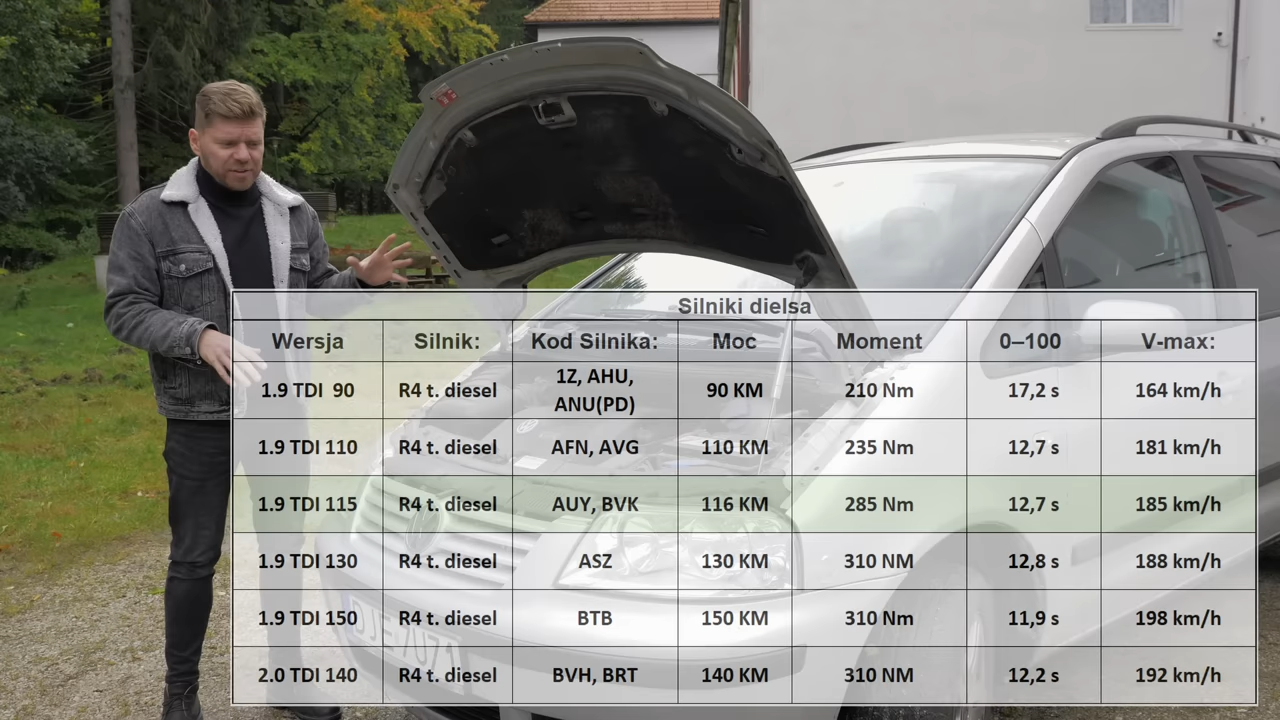 Silniki dielsa
Wersja Silnik: Kod Silnika: Moc Moment 0–100 V-max:
1.9 TDI 90 R4 t. diesel 1Z, AHU, ANU(PD) 90 KM 210 Nm 17,2 s 164 km/h
1.9 TDI 110 R4 t. diesel AFN, AVG 110 KM 235 Nm 12,7 s 181 km/h
1.9 TDI 115 R4 t. diesel AUY, BVK 116 KM 285 Nm 12,7 s 185 km/h
1.9 TDI 130 R4 t. diesel ASZ 130 KM 310 NM 12,8 s 188 km/h
1.9 TDI 150 R4 t. diesel BTB 150 KM 310 Nm 11,9 s 198 km/h
2.0 TDI 140 R4 t. diesel BVH, BRT 140 KM 310 NM 12,2 s 192 km/h